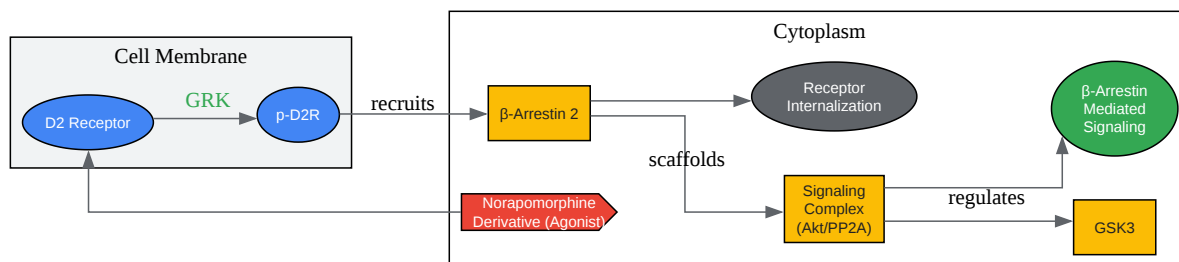 Cell Membrane
GRK
D2 Receptor
p-D2R
recruits
Cytoplasm
β-Arrestin 2
Receptor
Internalization
β-Arrestin
Mediated
Signaling
scaffolds
Norapomorphine
Derivative (Agonist)
Signaling
Complex
(Akt/PP2A)
regulates
GSK3